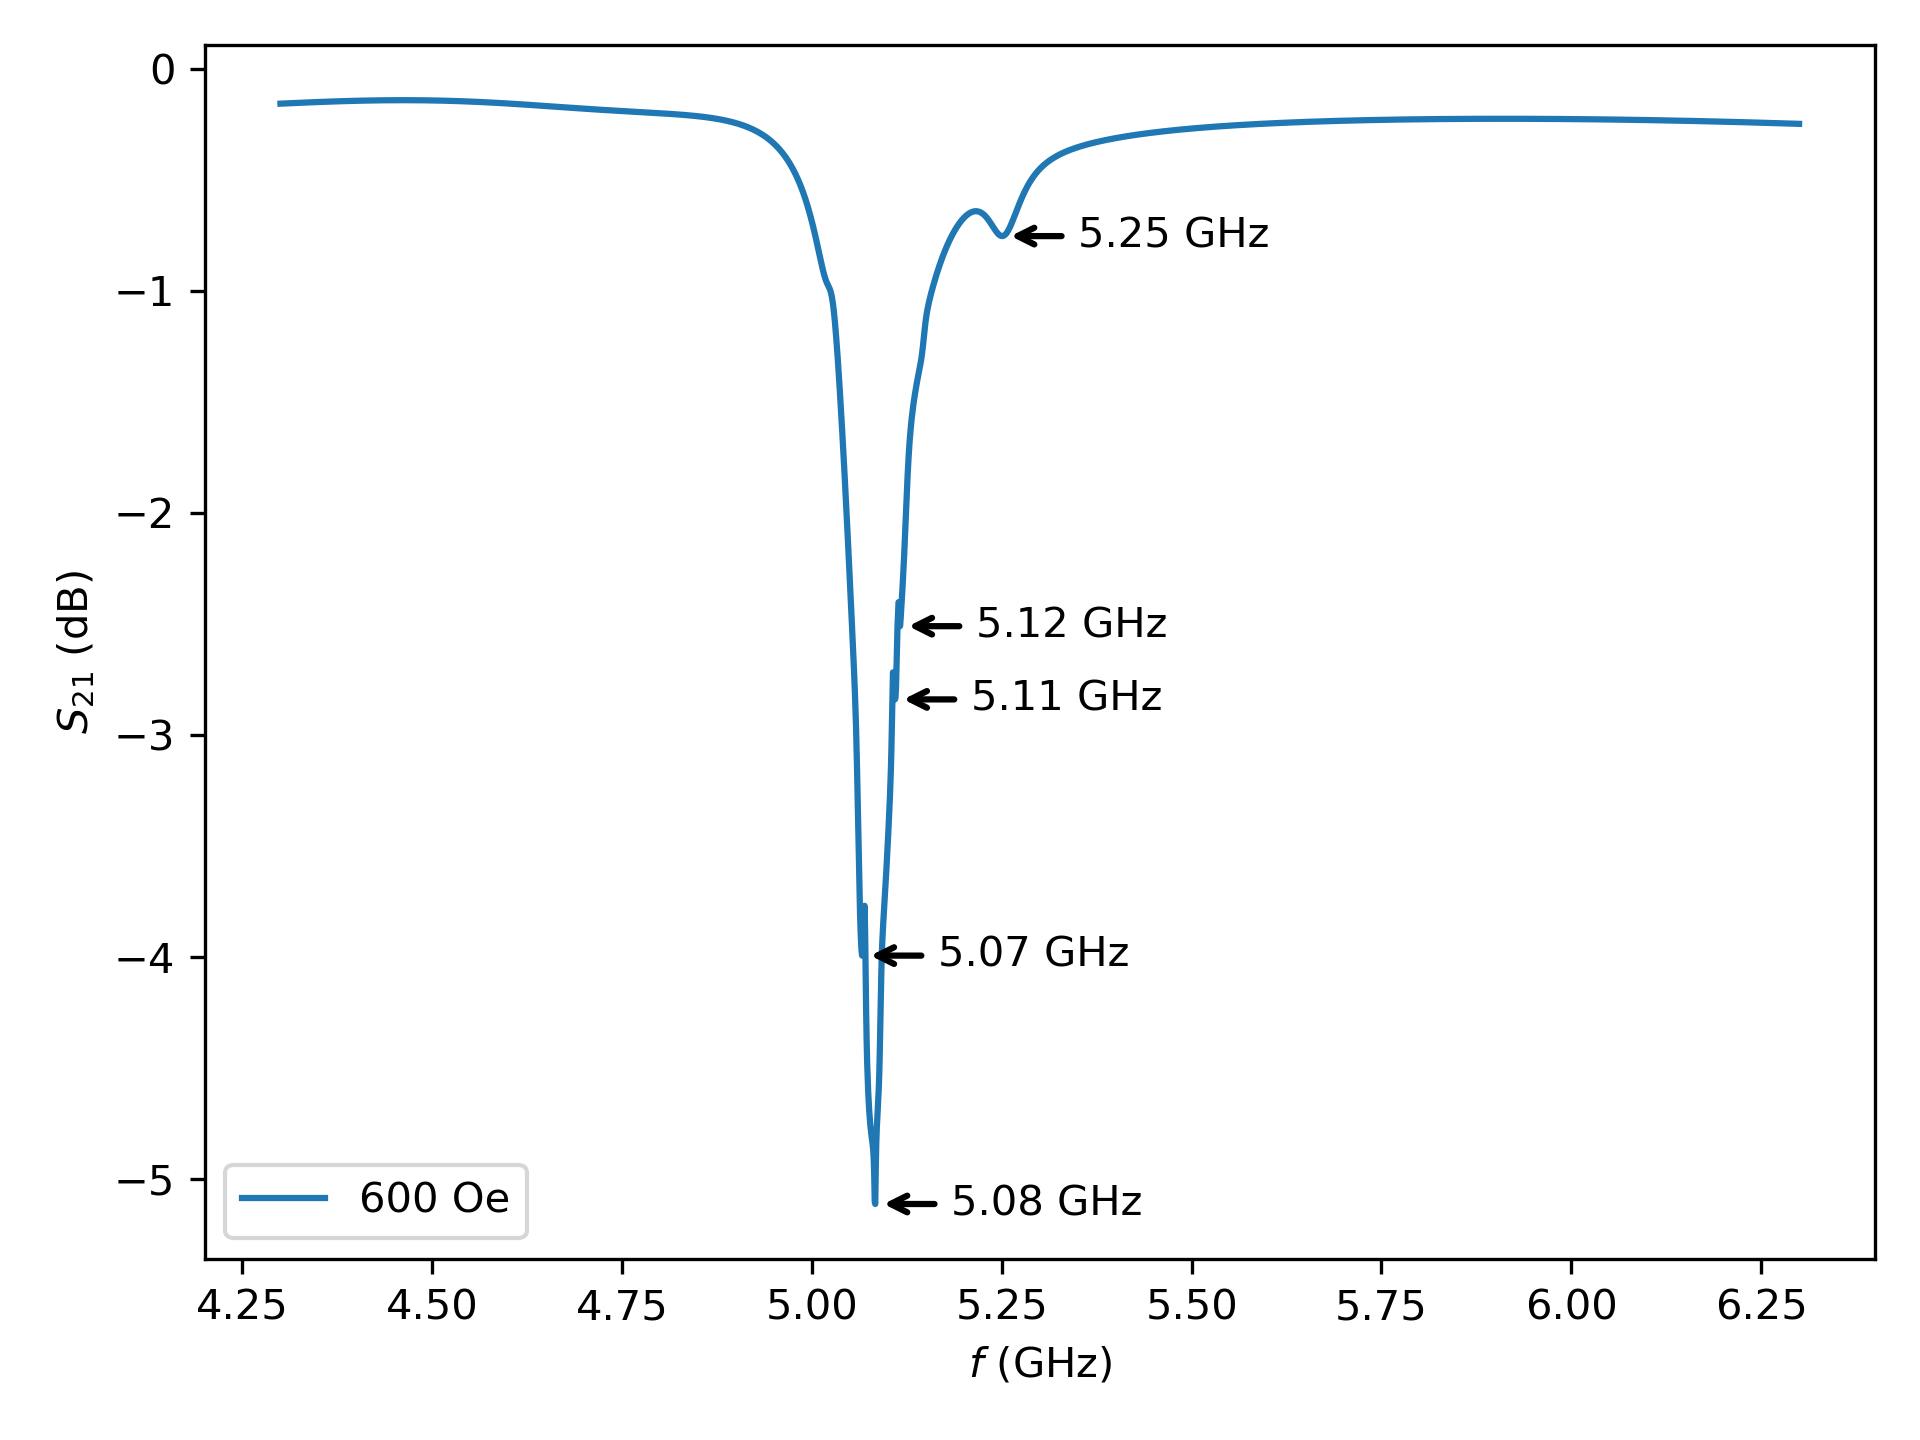 0
−1
−2
−3
−4
−5
S₂₁ (dB)
5.25 GHz
5.12 GHz
5.11 GHz
5.07 GHz
5.08 GHz
600 Oe
4.25 4.50 4.75 5.00 5.25 5.50 5.75 6.00 6.25
f (GHz)